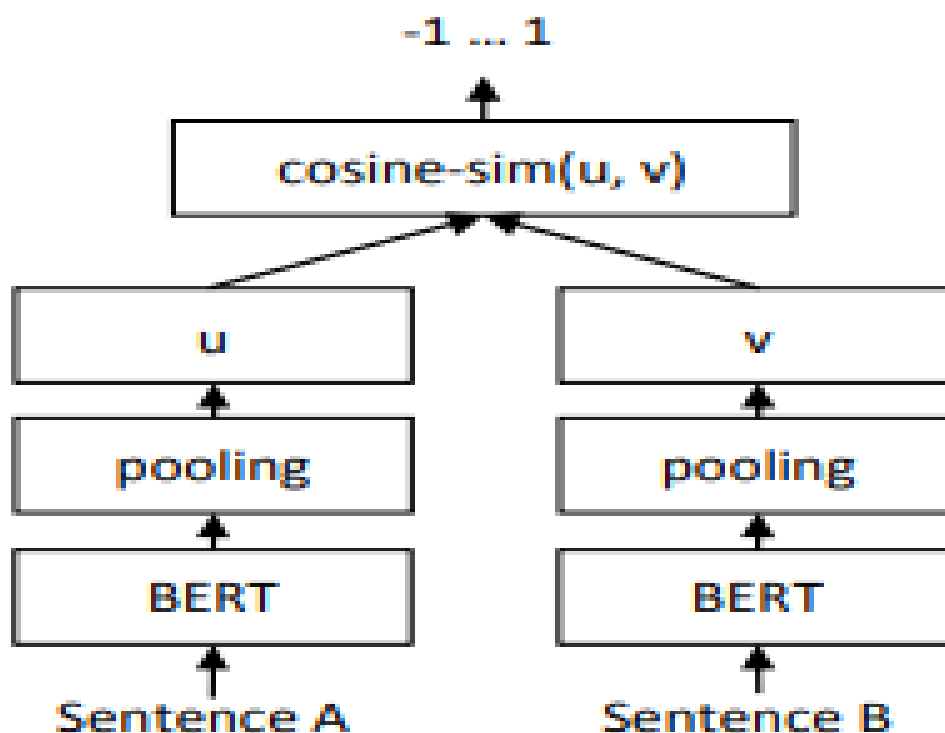 -1 ... 1
cosine-sim(u, v)
u
v
pooling
pooling
BERT
BERT
Sentence A
Sentence B